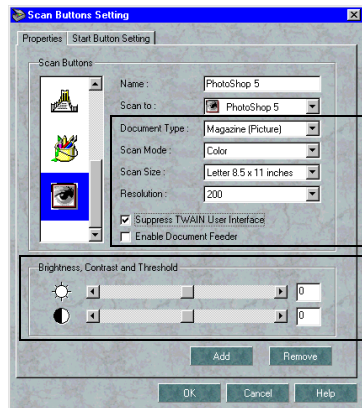 Scan Buttons Setting
Properties Start Button Setting
Scan Buttons
Name : PhotoShop 5
Scan to : PhotoShop 5
Document Type : Magazine (Picture)
Scan Mode : Color
Scan Size : Letter 8.5 x 11 inches
Resolution : 200
Suppress TWAIN User Interface
Enable Document Feeder
Brightness, Contrast and Threshold
0
0
Add Remove
OK Cancel Help